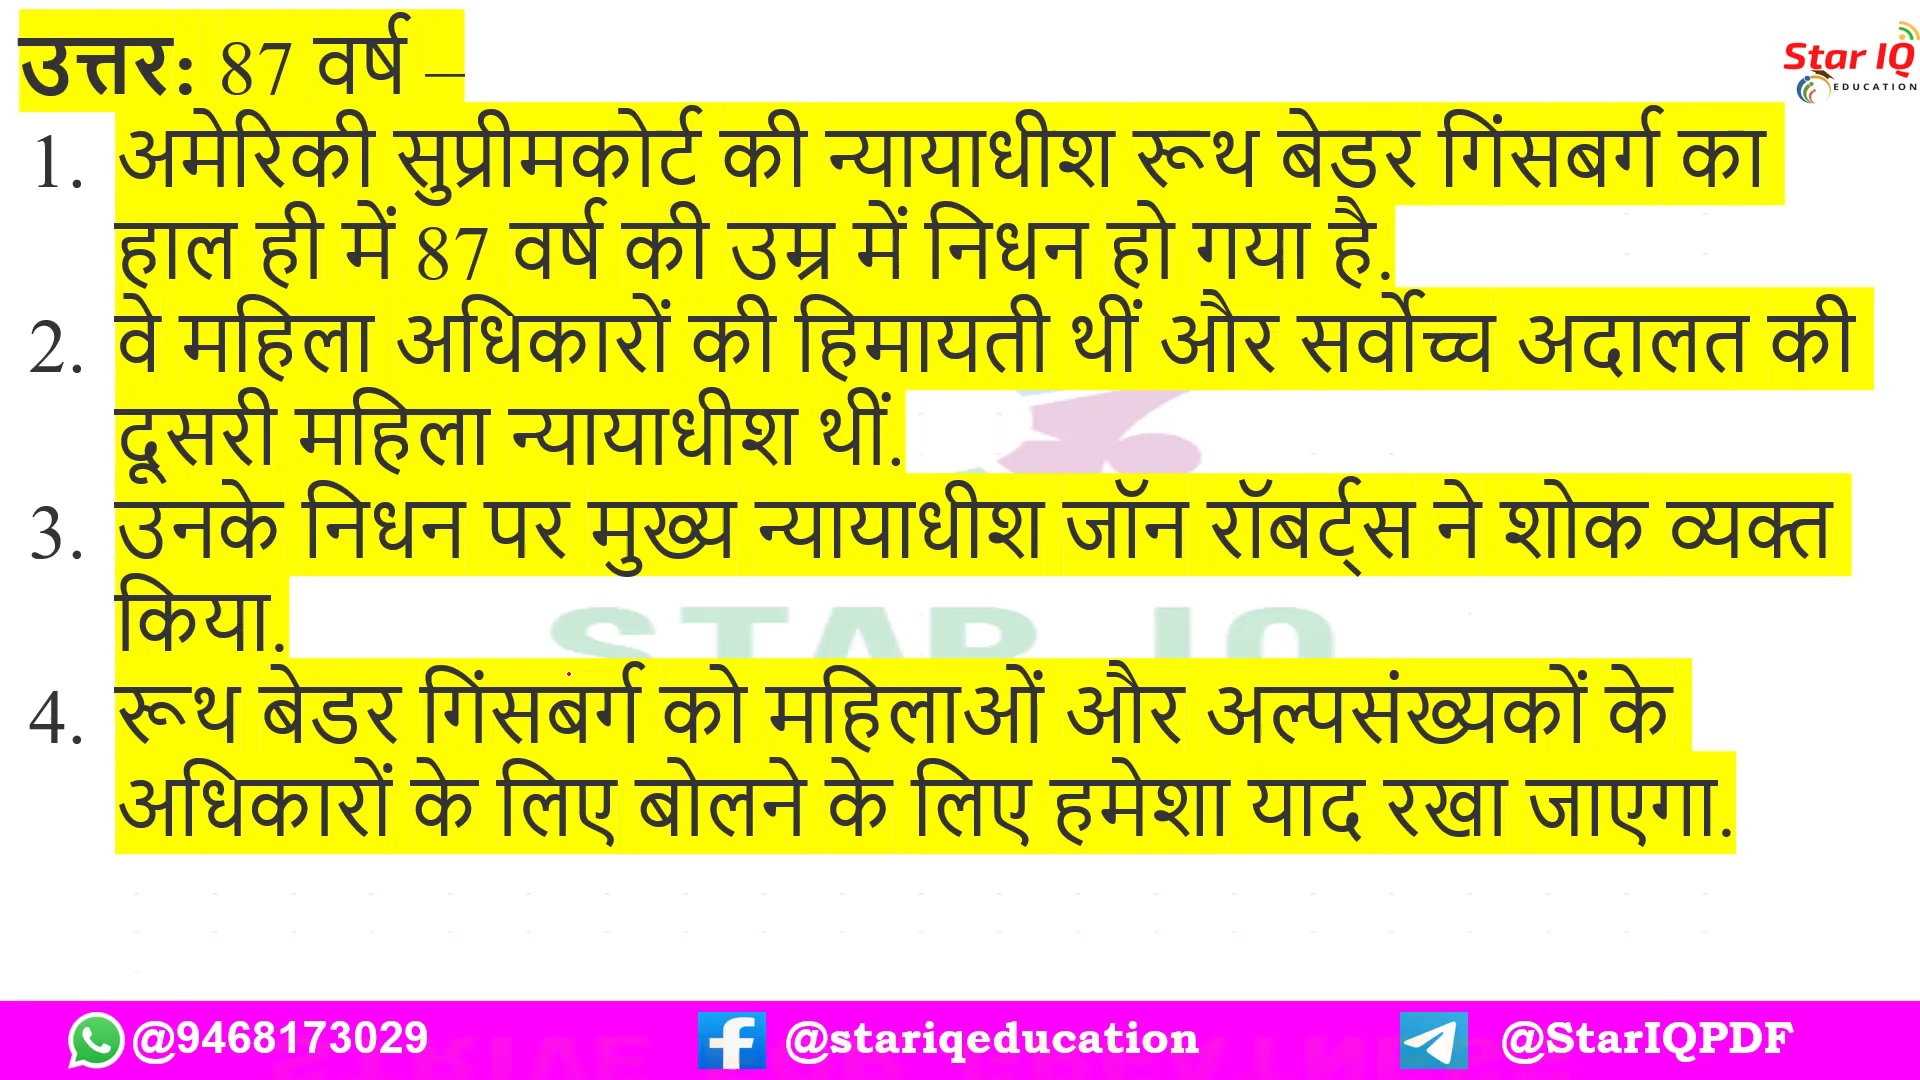 उत्तर: 87 वर्ष –
Star IQ
EDUCATION
1. अमेरिकी सुप्रीमकोर्ट की न्यायाधीश रूथ बेडर गिंसबर्ग का
हाल ही में 87 वर्ष की उम्र में निधन हो गया है.
2. वे महिला अधिकारों की हिमायती थीं और सर्वोच्च अदालत की
दूसरी महिला न्यायाधीश थीं.
3. उनके निधन पर मुख्य न्यायाधीश जॉन रॉबर्ट्स ने शोक व्यक्त
किया.
STAR IQ
4. रूथ बेडर गिंसबर्ग को महिलाओं और अल्पसंख्यकों के
अधिकारों के लिए बोलने के लिए हमेशा याद रखा जाएगा.
@9468173029
@stariqeducation
@StarIQPDF